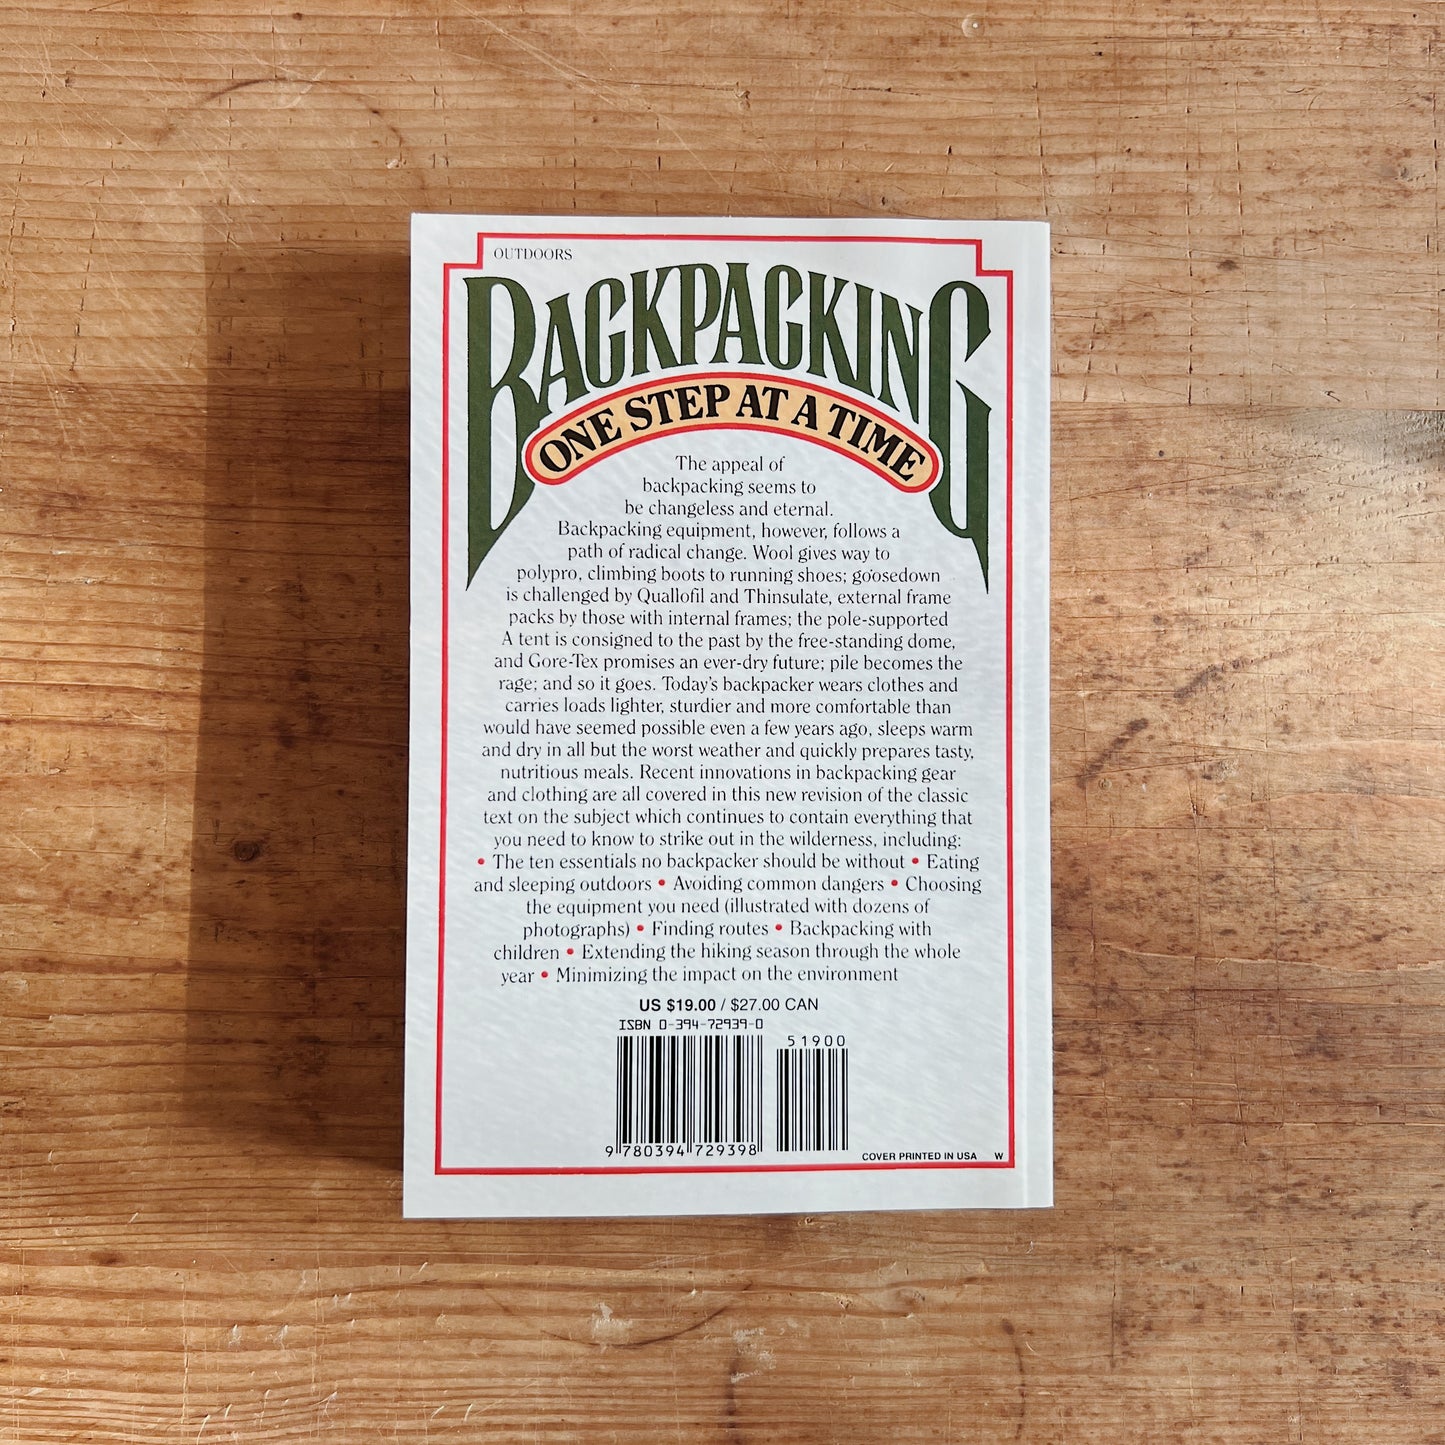 OUTDOORS
BACKPACKING
ONE STEP AT A TIME
The appeal of
backpacking seems to
be changeless and eternal.
Backpacking equipment, however, follows a
path of radical change. Wool gives way to
polypro, climbing boots to running shoes; goosedown
is challenged by Quallofil and Thinsulate, external frame
packs by those with internal frames; the pole-supported
A tent is consigned to the past by the free-standing dome,
and Gore-Tex promises an ever-dry future; pile becomes the
rage; and so it goes. Today's backpacker wears clothes and
carries loads lighter, sturdier and more comfortable than
would have seemed possible even a few years ago, sleeps warm
and dry in all but the worst weather and quickly prepares tasty,
nutritious meals. Recent innovations in backpacking gear
and clothing are all covered in this new revision of the classic
text on the subject which continues to contain everything that
you need to know to strike out in the wilderness, including:
• The ten essentials no backpacker should be without • Eating
and sleeping outdoors • Avoiding common dangers • Choosing
the equipment you need (illustrated with dozens of
photographs) • Finding routes • Backpacking with
children • Extending the hiking season through the whole
year • Minimizing the impact on the environment
US $19.00 / $27.00 CAN
ISBN 0-394-72939-0
51900
9 780394 729398
COVER PRINTED IN USA W